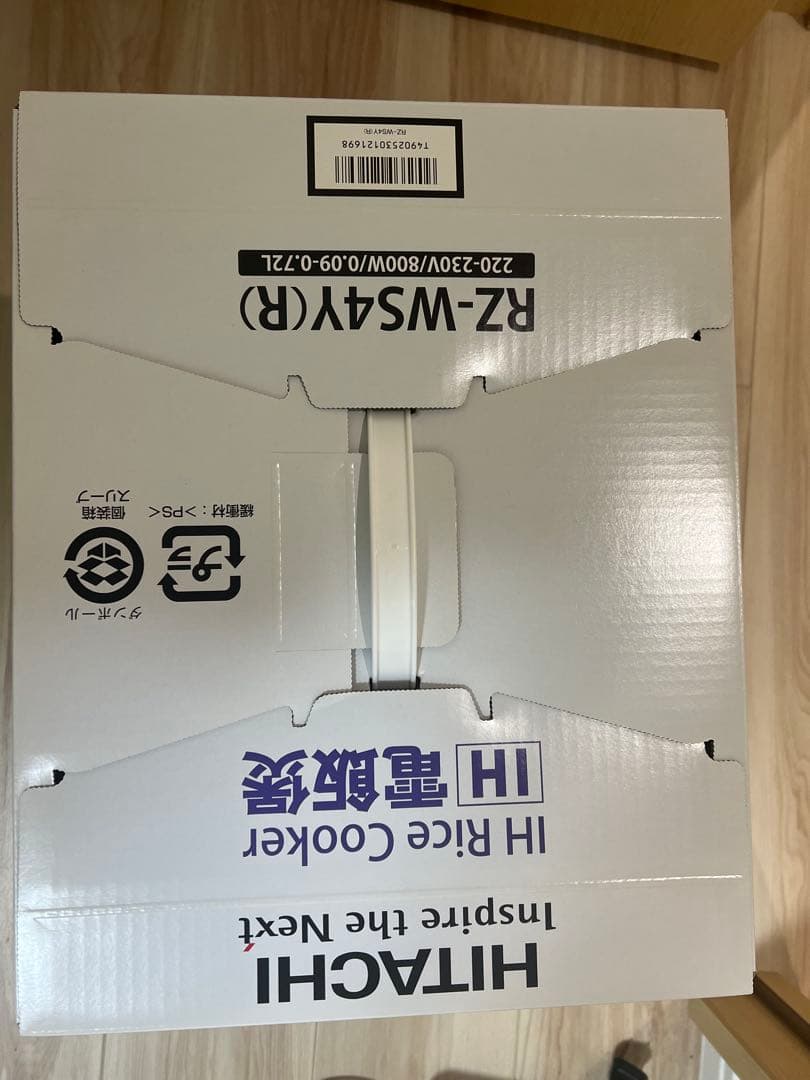 HITACHI
Inspire the Next
IH Rice Cooker
IH 電飯煲
ダンボール
個装箱
スリーブ
プラ
緩衝材：>PS<
RZ-WS4Y(R)
220-230V/800W/0.09-0.72L
T4902530121698
RZ-WS4Y(R)